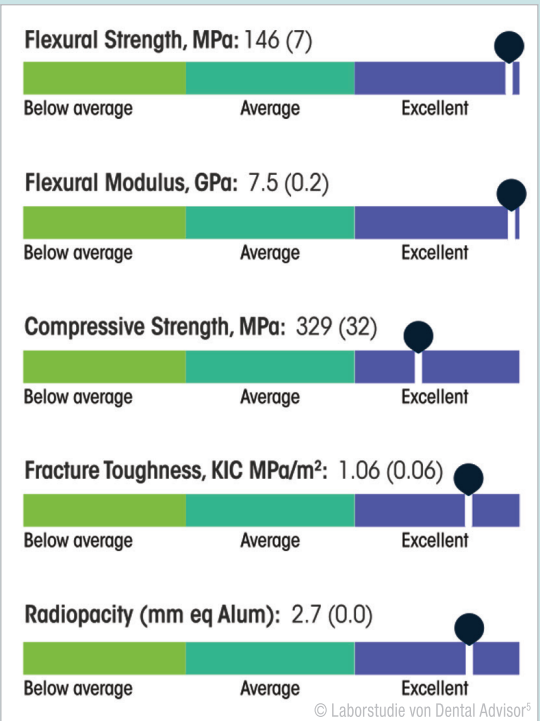 Flexural Strength, MPa: 146 (7)
Below average Average Excellent
Flexural Modulus, GPa: 7.5 (0.2)
Below average Average Excellent
Compressive Strength, MPa: 329 (32)
Below average Average Excellent
Fracture Toughness, KIC MPa/m²: 1.06 (0.06)
Below average Average Excellent
Radiopacity (mm eq Alum): 2.7 (0.0)
Below average Average Excellent
© Laborstudie von Dental Advisor⁵